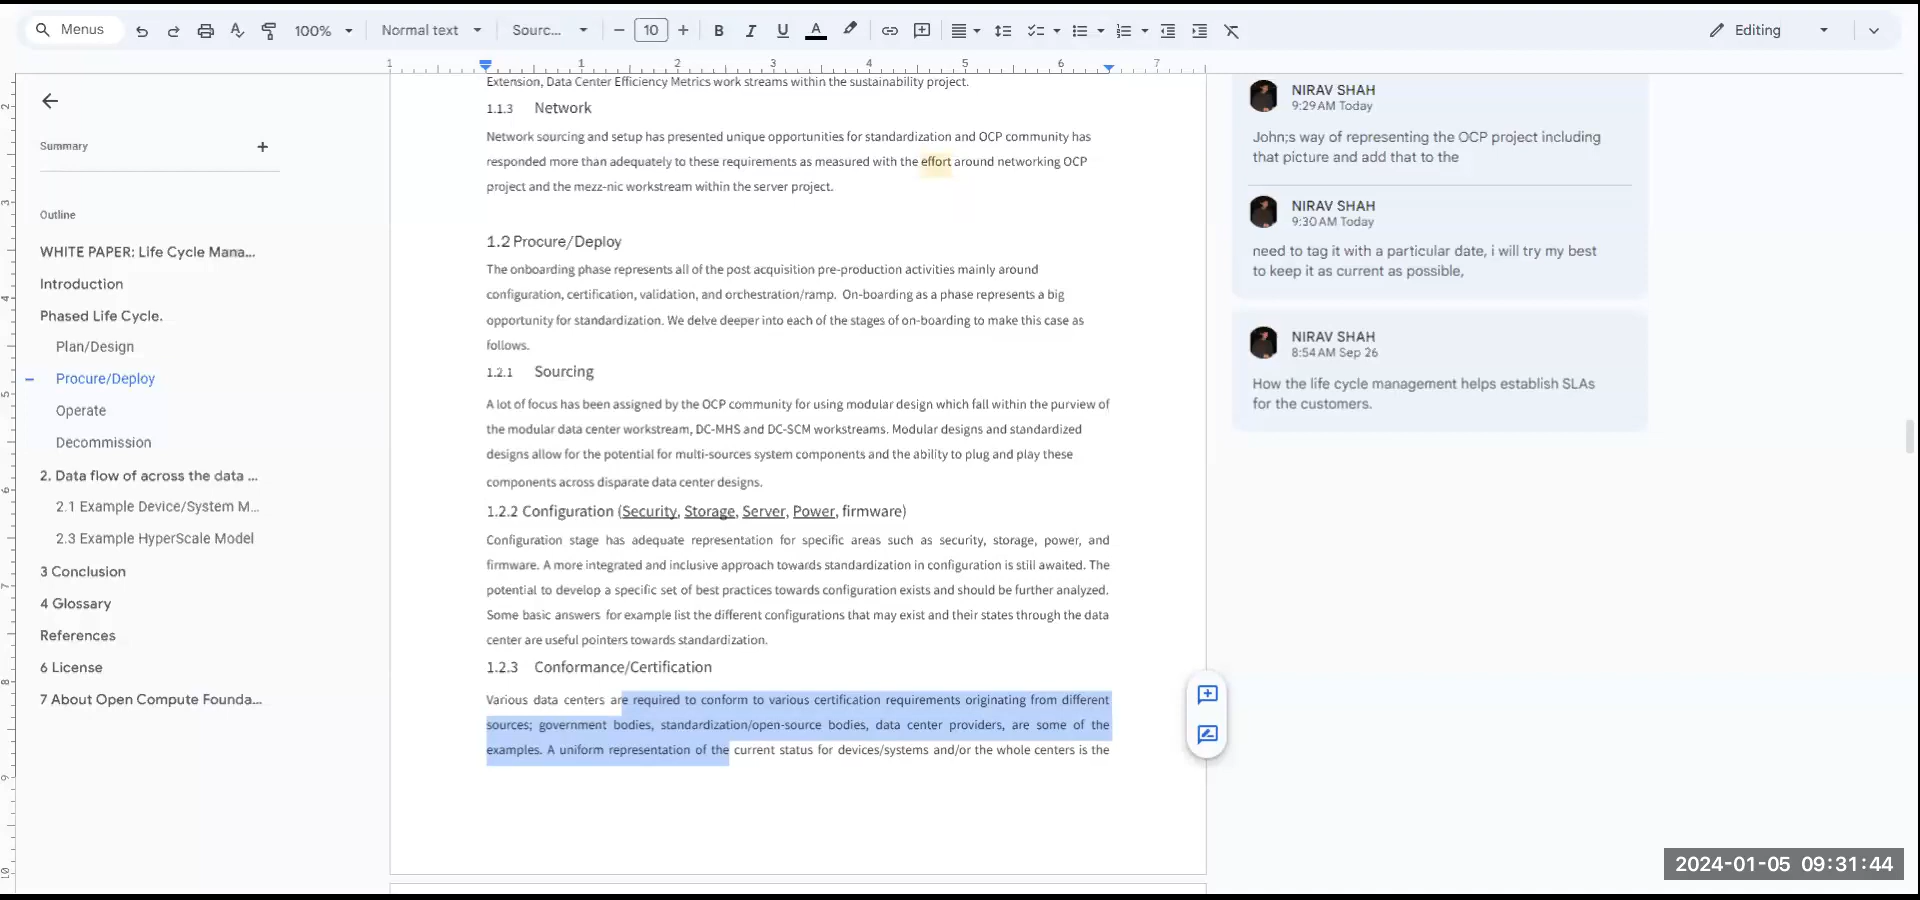 Menus
100%
Normal text
Sourc...
10
Editing
1 1 2 3 4 5 6 7
2 3 4 5 6 7 8 9 10
Summary
Outline
WHITE PAPER: Life Cycle Mana...
Introduction
Phased Life Cycle.
Plan/Design
Procure/Deploy
Operate
Decommission
2. Data flow of across the data ...
2.1 Example Device/System M...
2.3 Example HyperScale Model
3 Conclusion
4 Glossary
References
6 License
7 About Open Compute Founda...
Extension, Data Center Efficiency Metrics work streams within the sustainability project.
1.1.3 Network
Network sourcing and setup has presented unique opportunities for standardization and OCP community has
responded more than adequately to these requirements as measured with the effort around networking OCP
project and the mezz-nic workstream within the server project.
1.2 Procure/Deploy
The onboarding phase represents all of the post acquisition pre-production activities mainly around
configuration, certification, validation, and orchestration/ramp. On-boarding as a phase represents a big
opportunity for standardization. We delve deeper into each of the stages of on-boarding to make this case as
follows.
1.2.1 Sourcing
A lot of focus has been assigned by the OCP community for using modular design which fall within the purview of
the modular data center workstream, DC-MHS and DC-SCM workstreams. Modular designs and standardized
designs allow for the potential for multi-sources system components and the ability to plug and play these
components across disparate data center designs.
1.2.2 Configuration (Security, Storage, Server, Power, firmware)
Configuration stage has adequate representation for specific areas such as security, storage, power, and
firmware. A more integrated and inclusive approach towards standardization in configuration is still awaited. The
potential to develop a specific set of best practices towards configuration exists and should be further analyzed.
Some basic answers for example list the different configurations that may exist and their states through the data
center are useful pointers towards standardization.
1.2.3 Conformance/Certification
Various data centers are required to conform to various certification requirements originating from different
sources; government bodies, standardization/open-source bodies, data center providers, are some of the
examples. A uniform representation of the current status for devices/systems and/or the whole centers is the
NIRAV SHAH
9:29 AM Today
John;s way of representing the OCP project including
that picture and add that to the
NIRAV SHAH
9:30 AM Today
need to tag it with a particular date, i will try my best
to keep it as current as possible,
NIRAV SHAH
8:54 AM Sep 26
How the life cycle management helps establish SLAs
for the customers.
2024-01-05 09:31:44